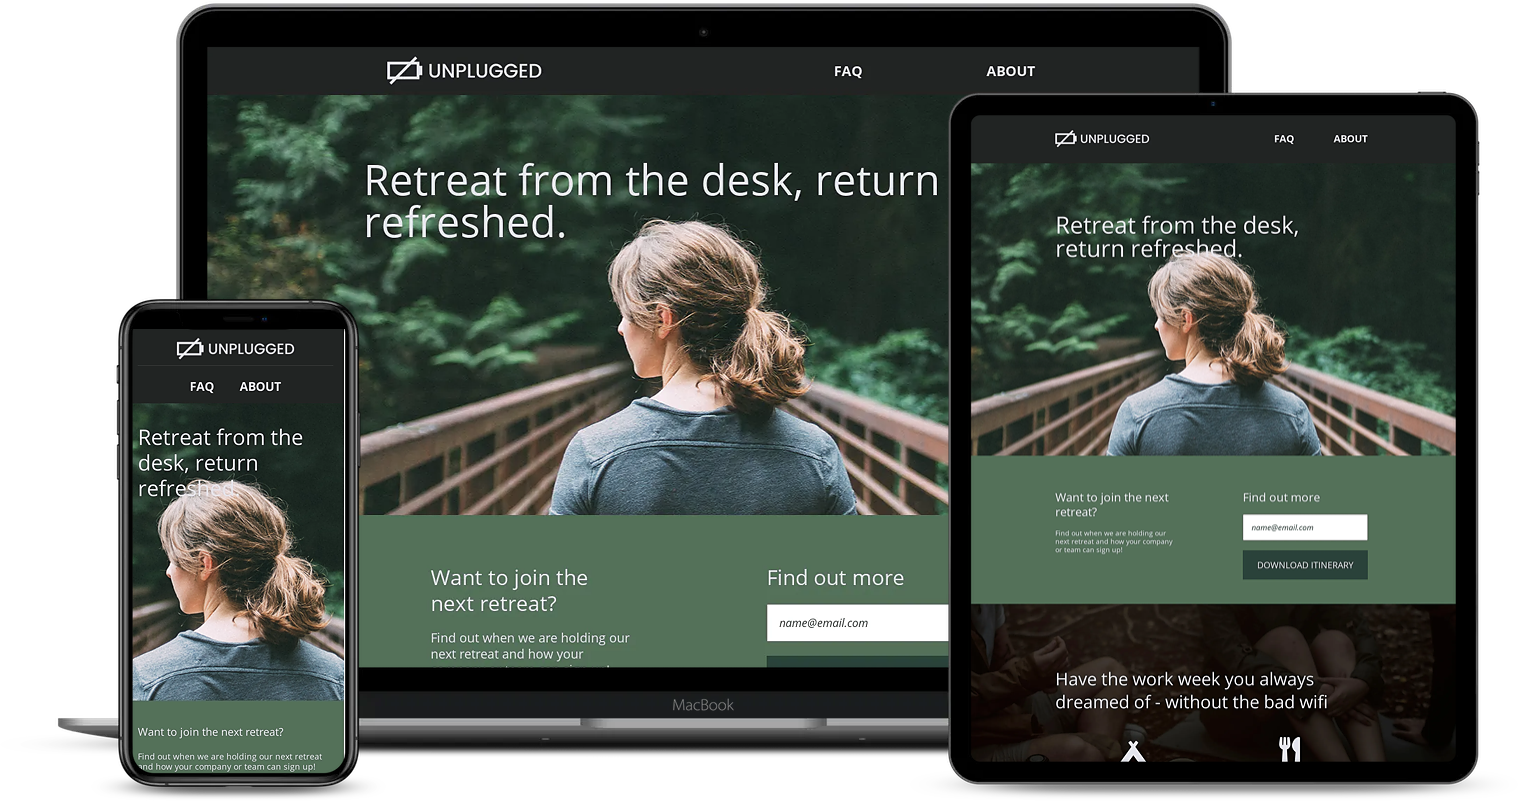 UNPLUGGED
FAQ
ABOUT
Retreat from the desk, return
refreshed.
Want to join the
next retreat?
Find out when we are holding our
next retreat and how your
Find out more
name@email.com
MacBook
UNPLUGGED
FAQ
ABOUT
Retreat from the
desk, return
refreshed.
Want to join the next retreat?
Find out when we are holding our next retreat
and how your company or team can sign up!
UNPLUGGED
FAQ
ABOUT
Retreat from the desk,
return refreshed.
Want to join the next
retreat?
Find out when we are holding our
next retreat and how your company
or team can sign up!
Find out more
name@email.com
DOWNLOAD ITINERARY
Have the work week you always
dreamed of - without the bad wifi